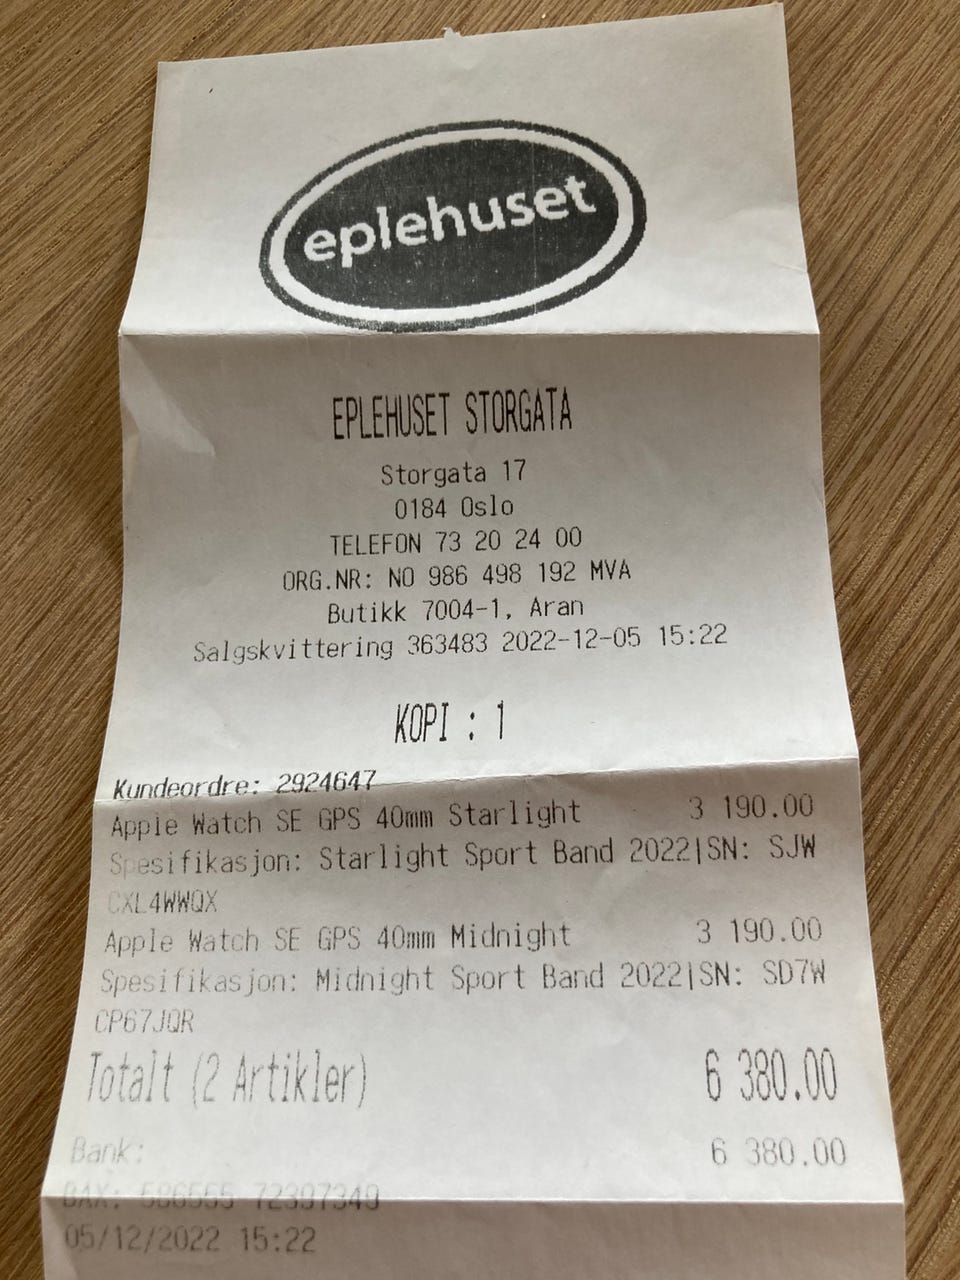 eplehuset
EPLEHUSET STORGATA
Storgata 17
0184 Oslo
TELEFON 73 20 24 00
ORG.NR: NO 986 498 192 MVA
Butikk 7004-1, Aran
Salgskvittering 363483 2022-12-05 15:22
KOPI : 1
Kundeordre: 2924647
Apple Watch SE GPS 40mm Starlight 3 190.00
Spesifikasjon: Starlight Sport Band 2022|SN: SJW
CXL4WWQX
Apple Watch SE GPS 40mm Midnight 3 190.00
Spesifikasjon: Midnight Sport Band 2022|SN: SD7W
CP67JQR
Totalt (2 Artikler) 6 380.00
Bank: 6 380.00
BAX: 72397349
05/12/2022 15:22